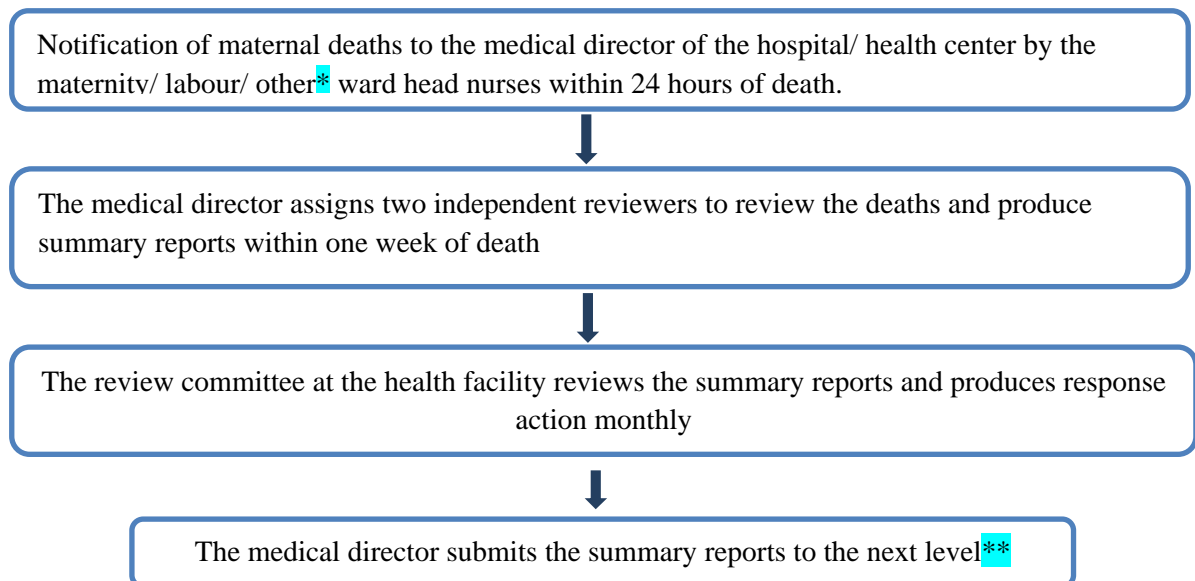 Notification of maternal deaths to the medical director of the hospital/ health center by the
maternity/ labour/ other* ward head nurses within 24 hours of death.
The medical director assigns two independent reviewers to review the deaths and produce
summary reports within one week of death
The review committee at the health facility reviews the summary reports and produces response
action monthly
The medical director submits the summary reports to the next level**